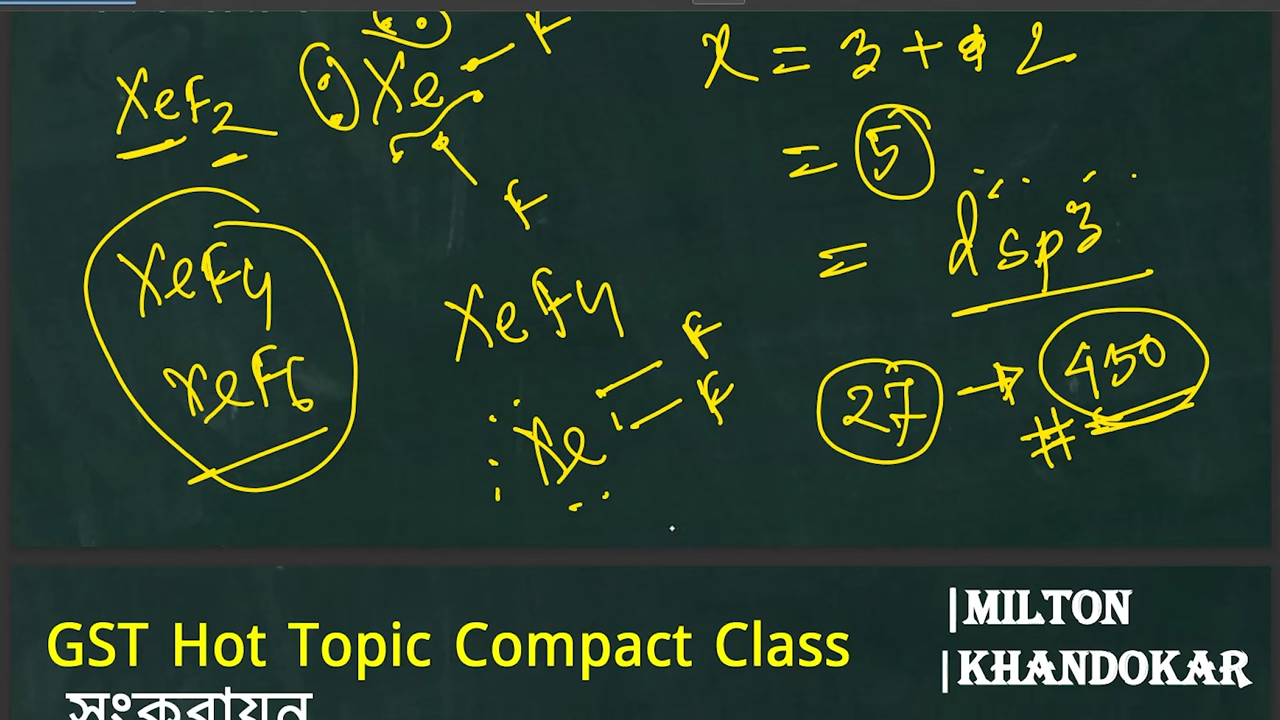 XeF2
Xe
F
F
x = 3 + 2
= 5
= dsp3
XeF4
XeF6
XeF4
Xe
F
F
27 → 450
#
GST Hot Topic Compact Class
|MILTON
|KHANDOKAR
সংকরায়ন